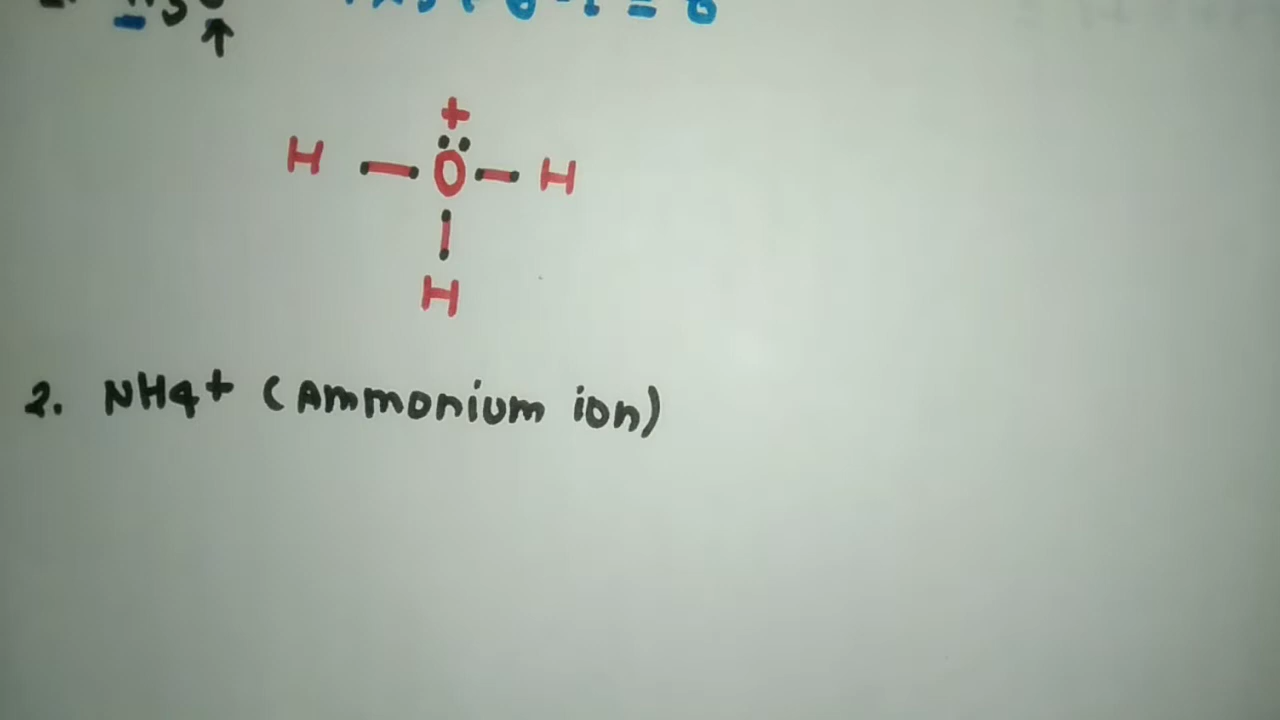 +
H — O — H
H
2. NH4+ (Ammonium ion)